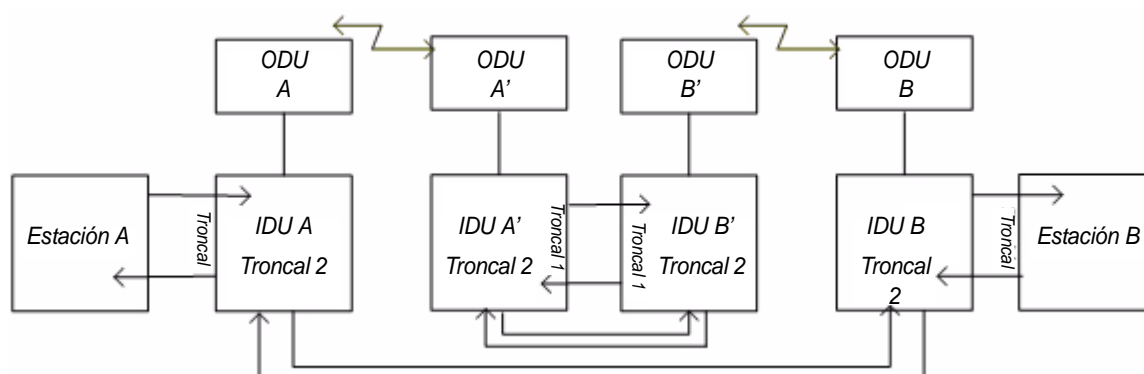 ODU
A
ODU
A’
ODU
B’
ODU
B
Estación A
Troncal
IDU A
Troncal 2
IDU A’
Troncal 2
Troncal 1
Troncal 1
IDU B’
Troncal 2
IDU B
Troncal
2
Troncal
Estación B